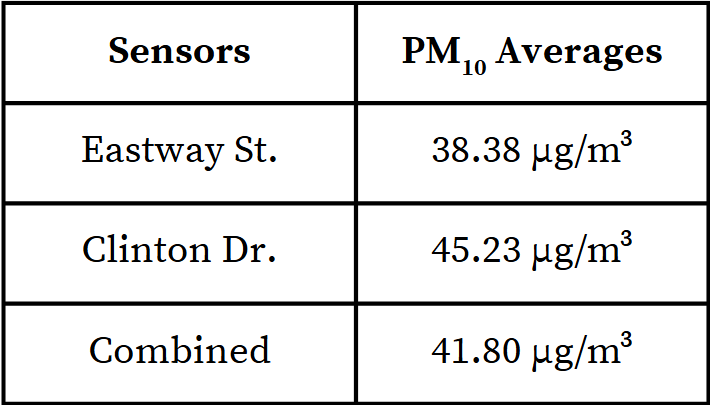 Sensors PM₁₀ Averages
Eastway St. 38.38 µg/m³
Clinton Dr. 45.23 µg/m³
Combined 41.80 µg/m³